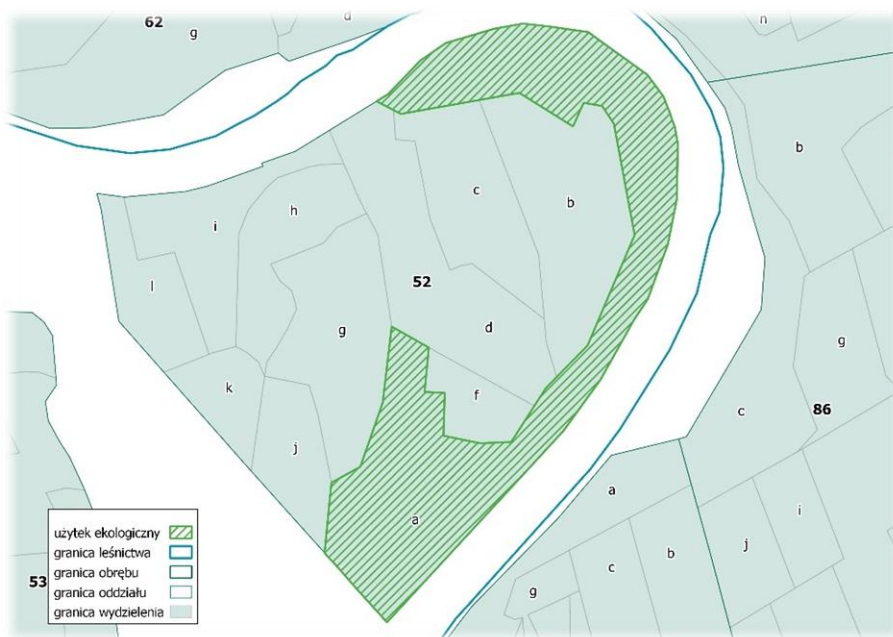 62
g
d
n
b
c
b
h
i
l
52
g
d
g
k
f
c
86
j
a
a
i
j
b
c
g
53
użytek ekologiczny
granica leśnictwa
granica obrębu
granica oddziału
granica wydzielenia